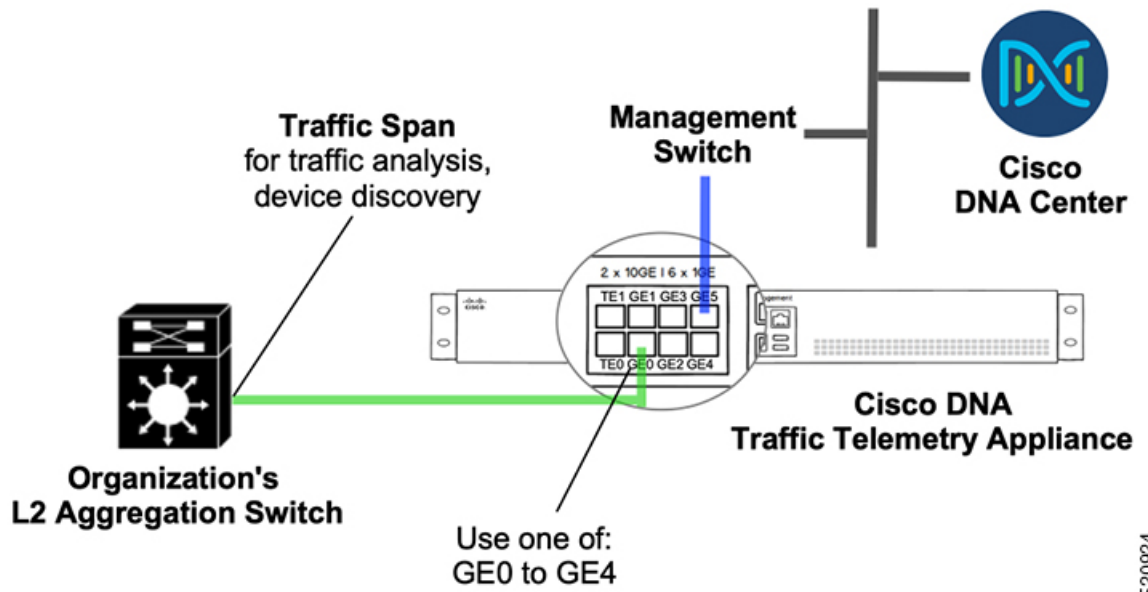 Traffic Span
for traffic analysis,
device discovery
Management
Switch
Cisco
DNA Center
2 x 10GE | 6 x 1GE
TE1 GE1 GE3 GE5
TE0 GE0 GE2 GE4
CISCO
Organization's
L2 Aggregation Switch
Cisco DNA
Traffic Telemetry Appliance
Use one of:
GE0 to GE4